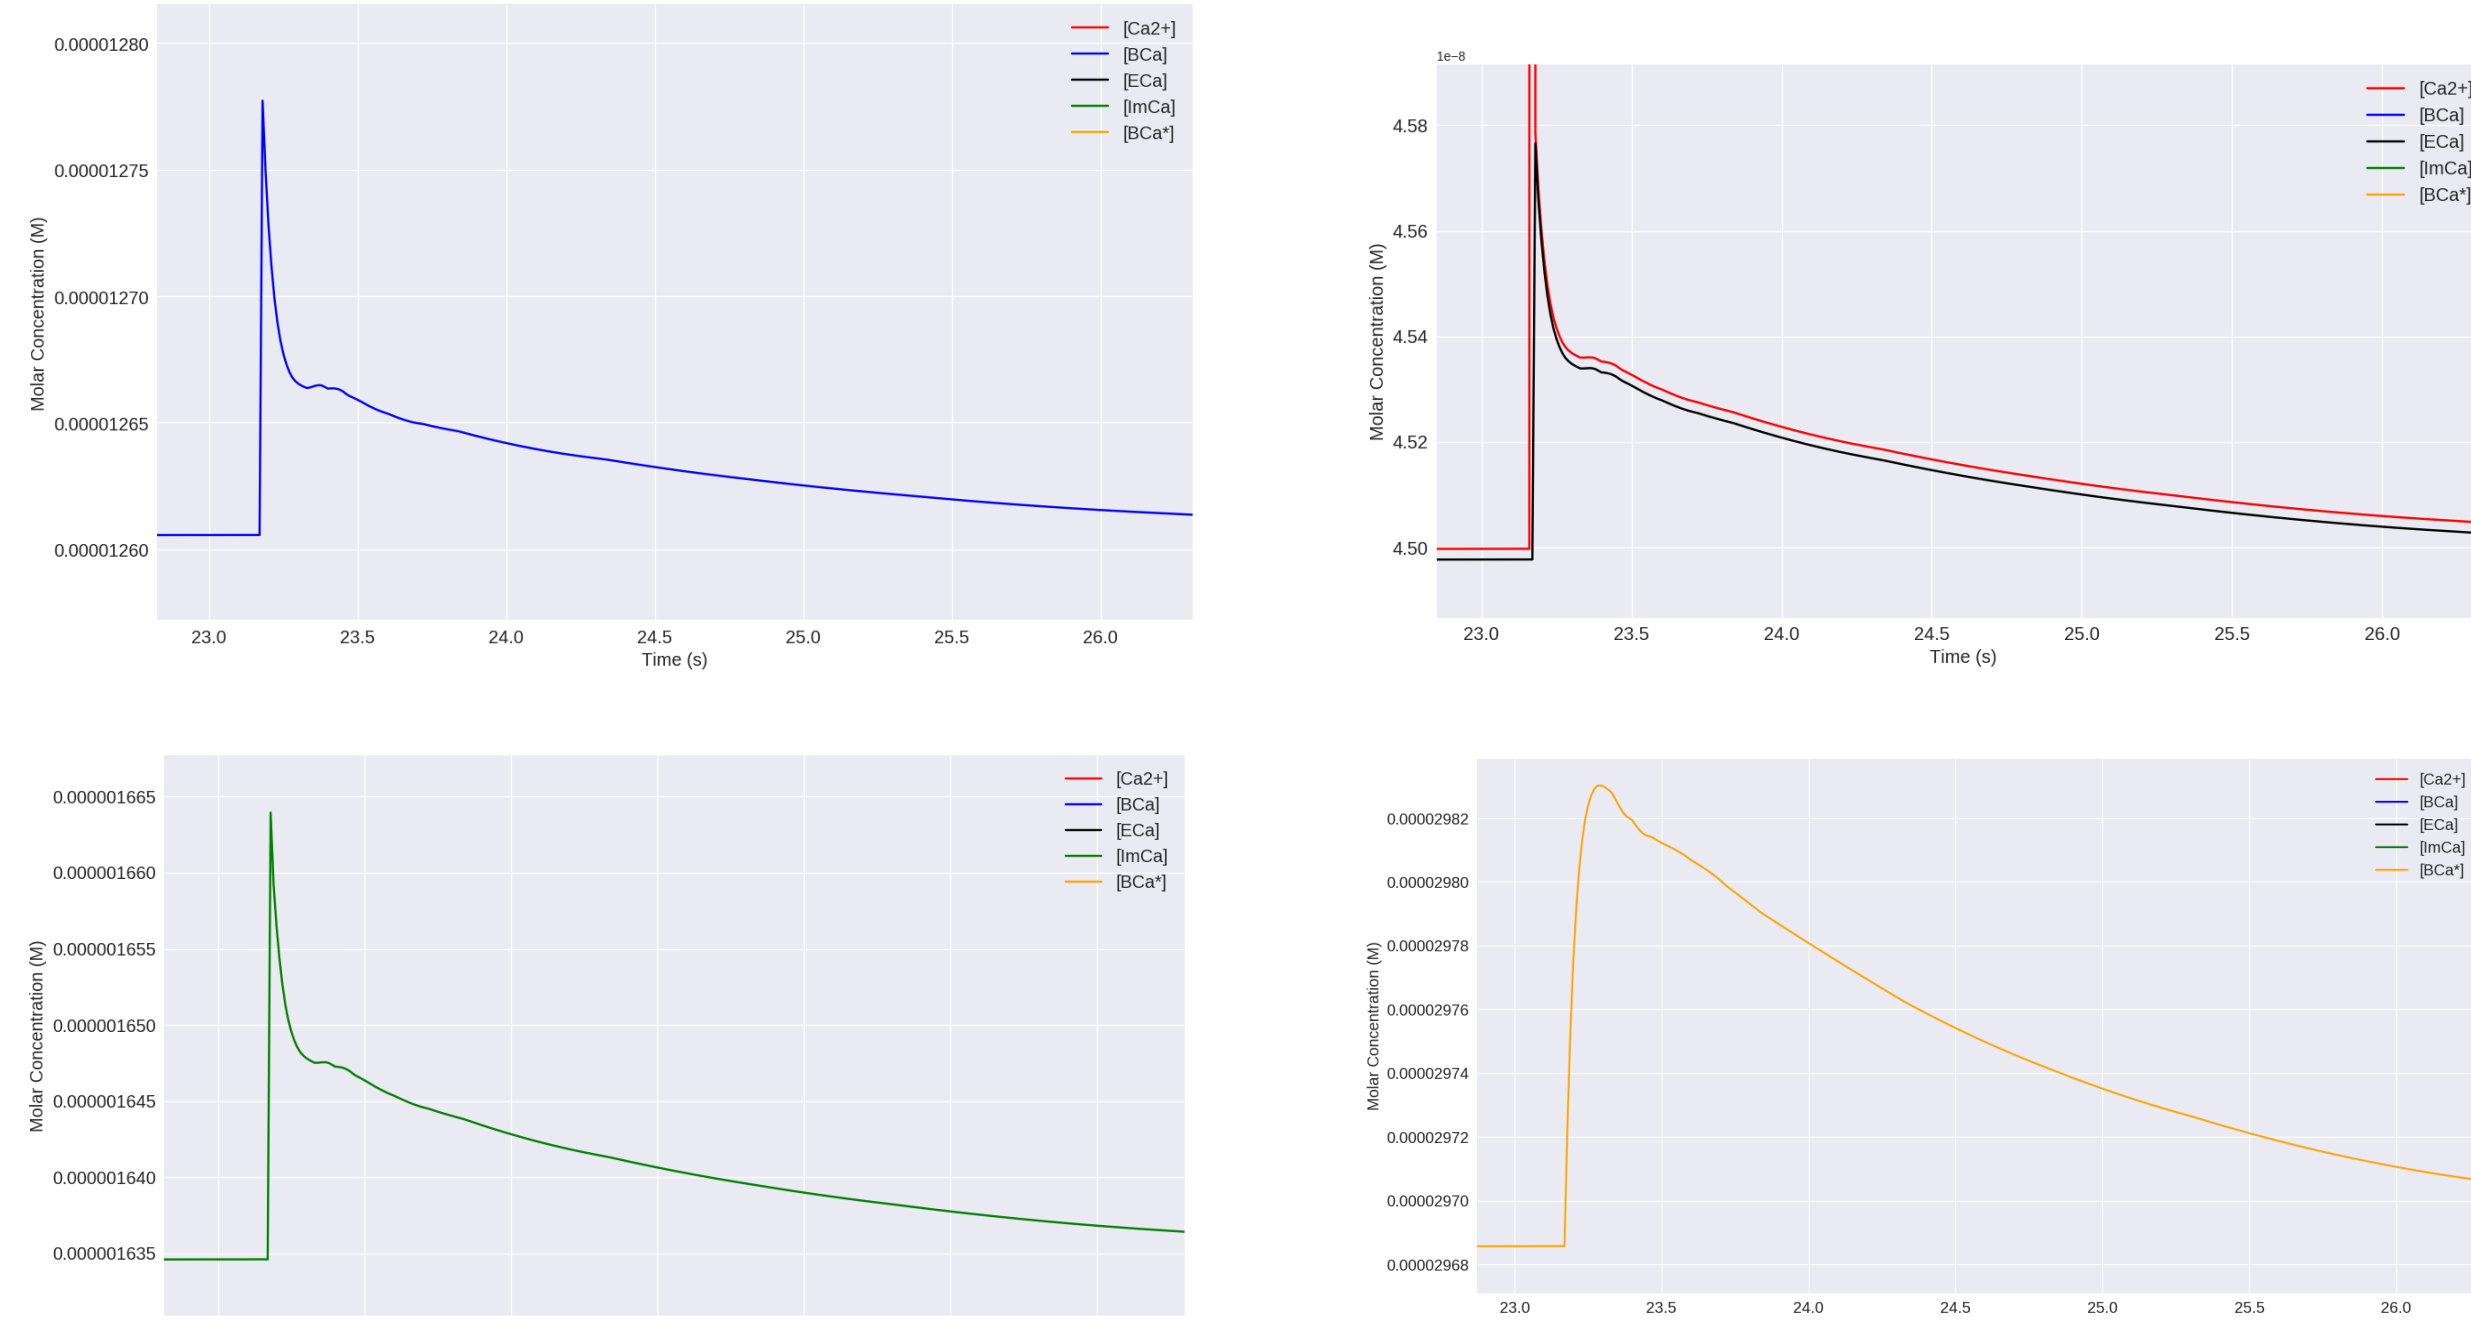 0.00001280
0.00001275
0.00001270
0.00001265
0.00001260
Molar Concentration (M)
23.0 23.5 24.0 24.5 25.0 25.5 26.0
Time (s)
[Ca2+]
[BCa]
[ECa]
[ImCa]
[BCa*]
1e−8
4.58
4.56
4.54
4.52
4.50
Molar Concentration (M)
23.0 23.5 24.0 24.5 25.0 25.5 26.0
Time (s)
[Ca2+]
[BCa]
[ECa]
[ImCa]
[BCa*]
0.000001665
0.000001660
0.000001655
0.000001650
0.000001645
0.000001640
0.000001635
Molar Concentration (M)
[Ca2+]
[BCa]
[ECa]
[ImCa]
[BCa*]
0.00002982
0.00002980
0.00002978
0.00002976
0.00002974
0.00002972
0.00002970
0.00002968
Molar Concentration (M)
23.0 23.5 24.0 24.5 25.0 25.5 26.0
[Ca2+]
[BCa]
[ECa]
[ImCa]
[BCa*]